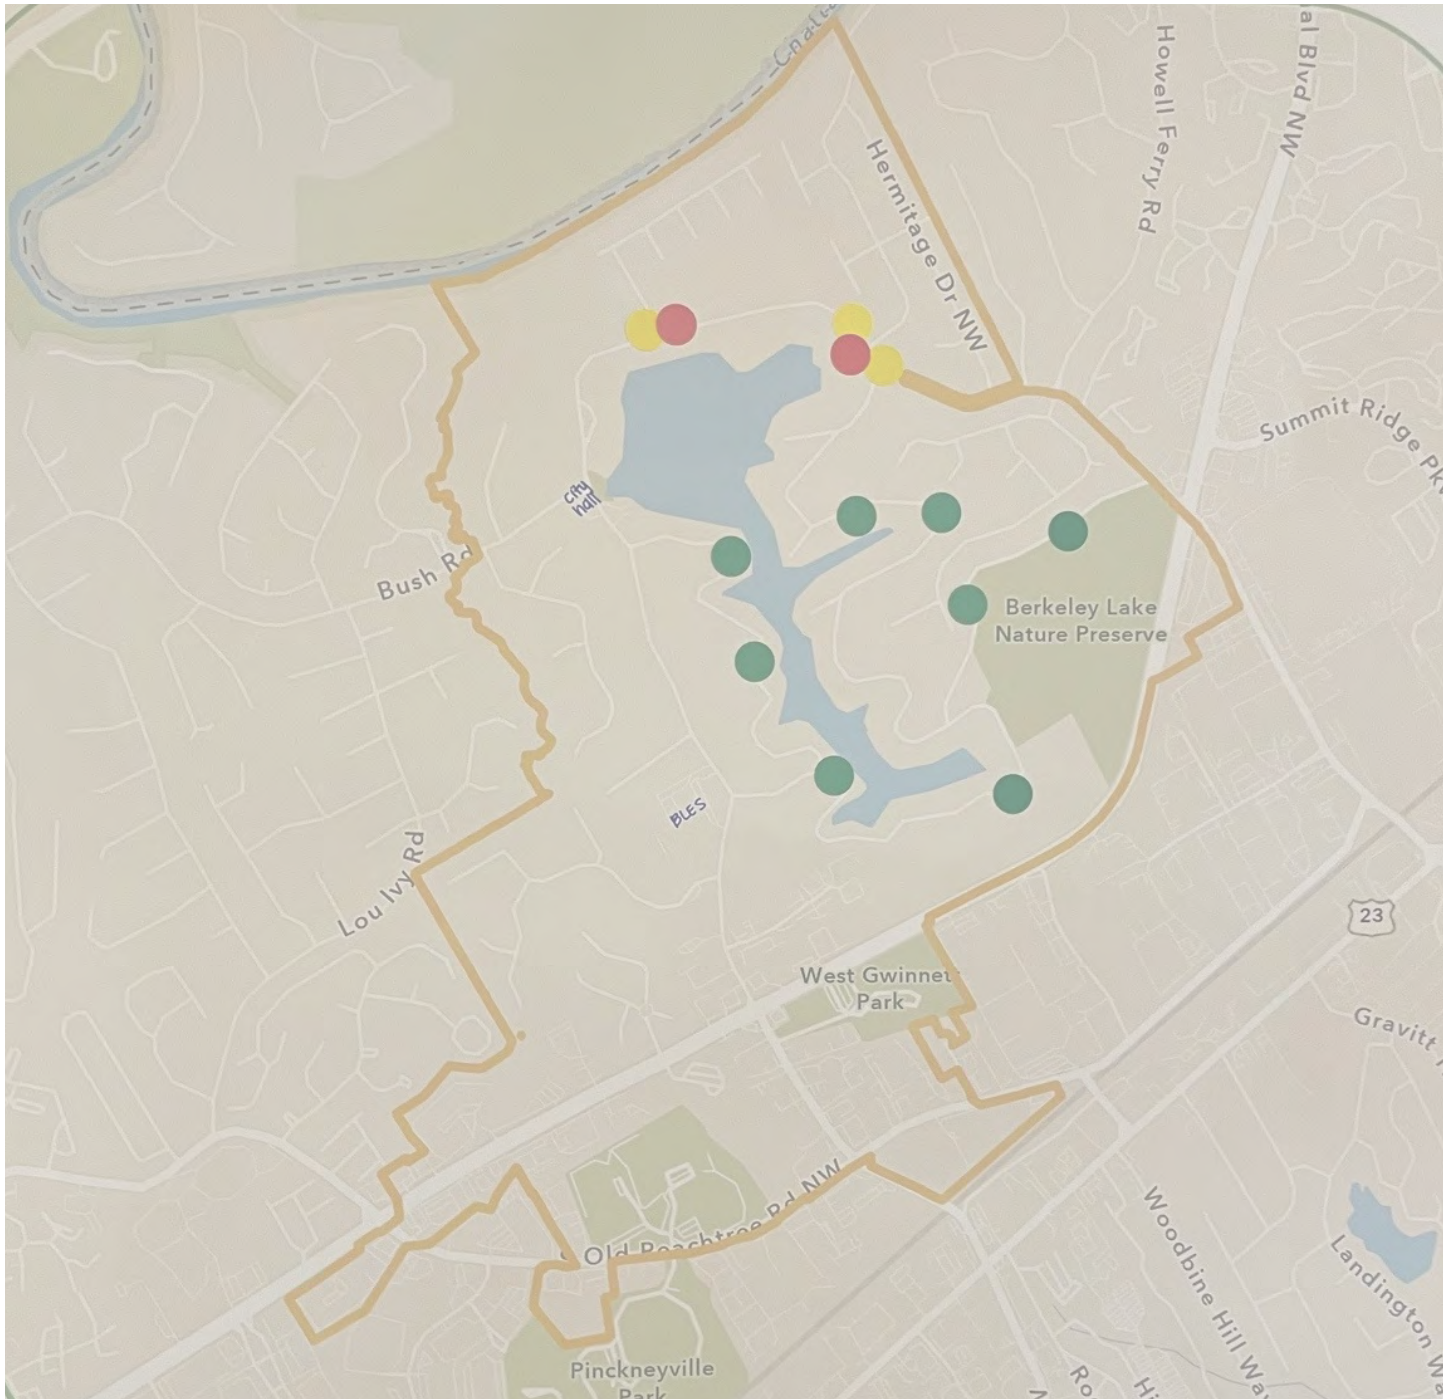 Howell Ferry Rd
al Blvd NW
Hermitage Dr NW
Summit Ridge Pk
City
hall
Bush Rd
Berkeley Lake
Nature Preserve
BLES
Lou Ivy Rd
23
West Gwinnet
Park
Gravitt
Old Peachtree Rd NW
Woodbine Hill Wa
Landington W
Pinckneyville
Park
Ro
Hi